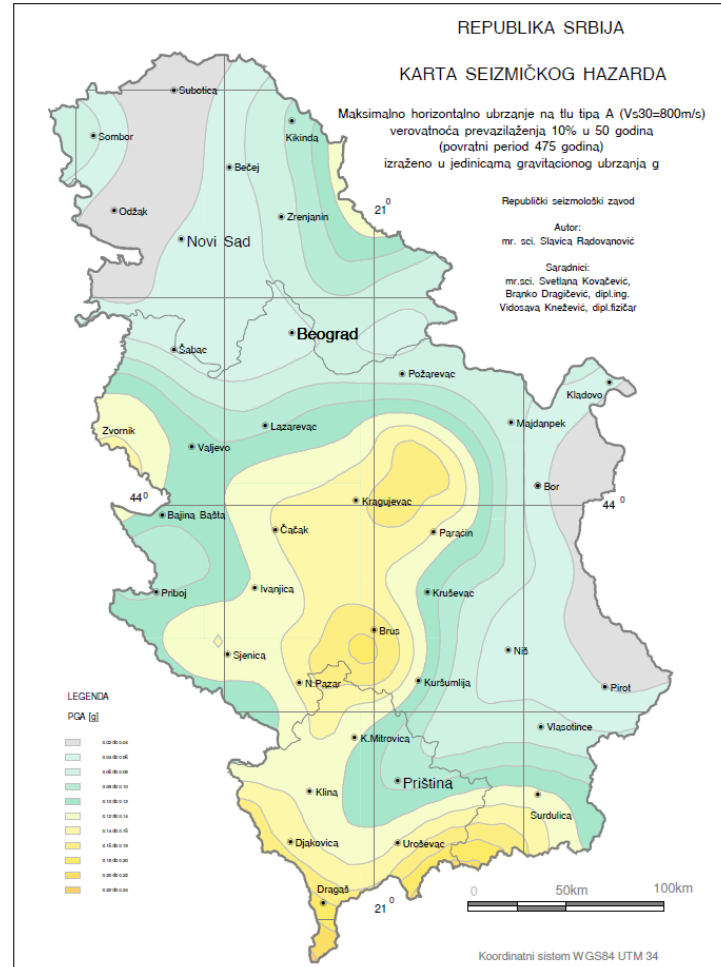 REPUBLIKA SRBIJA
KARTA SEIZMIČKOG HAZARDA
Maksimalno horizontalno ubrzanje na tlu tipa A (Vs30=800m/s)
verovatnoća prevazilaženja 10% u 50 godina
(povratni period 475 godina)
izraženo u jedinicama gravitacionog ubrzanja g
Republički seizmološki zavod
Autor:
mr. sci. Slavica Radovanović
Saradnici:
mr.sci. Svetlana Kovačević,
Branko Dragičević, dipl.ing.
Vidosava Knežević, dipl.fizičar
Subotica
Sombor
Kikinda
Bečej
Odžak
Zrenjanin
21⁰
Novi Sad
Beograd
Šabac
Požarevac
Kladovo
Zvornik
Lazarevac
Majdanpek
Valjevo
44⁰
Kragujevac
Bor
44⁰
Bajina Bašta
Čačak
Paraćin
Priboj
Ivanjica
Kruševac
Brus
Sjenica
Niš
N.Pazar
Kuršumlija
Pirot
LEGENDA
PGA [g]
Vlasotince
K.Mitrovica
Priština
Klina
Surdulica
Djakovica
Uroševac
Dragaš
21⁰
0 50km 100km
Koordinatni sistem WGS84 UTM 34